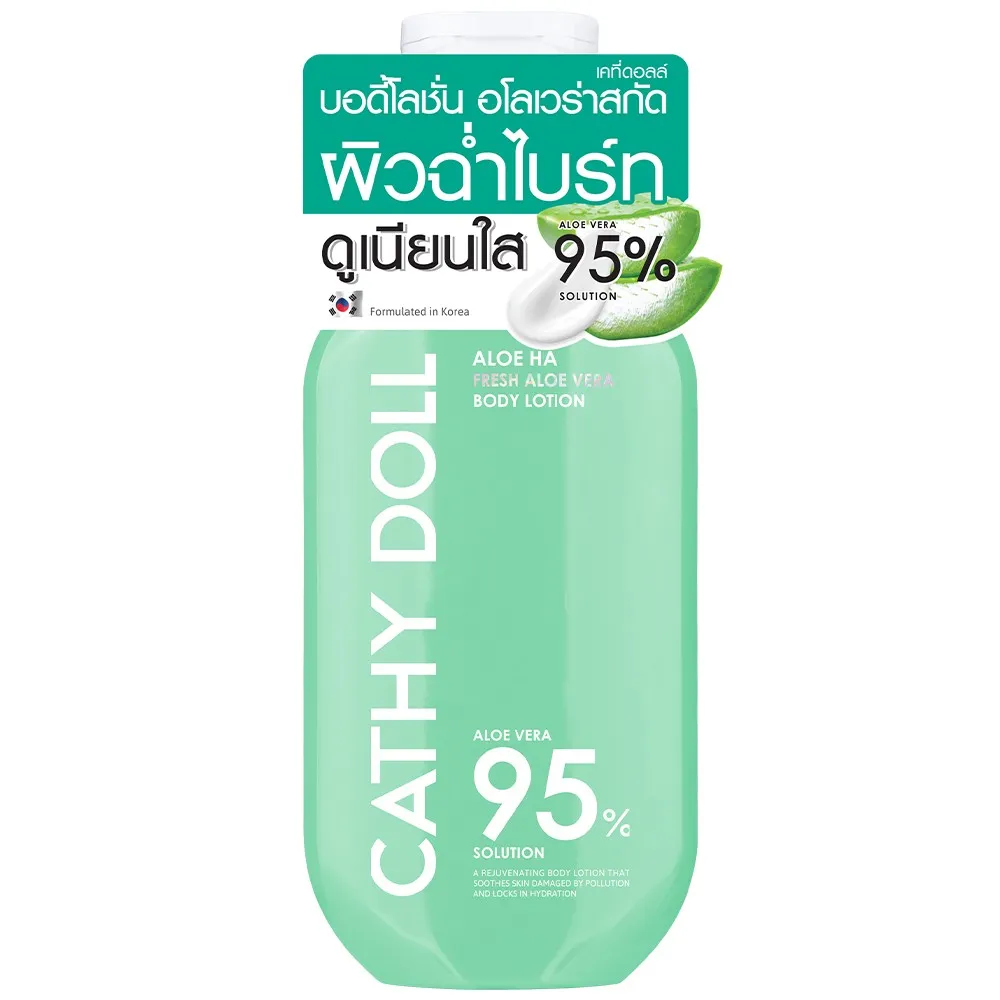 เคที่ดอลล์
บอดี้โลชั่น อโลเวร่าสกัด
ผิวฉ่ำไบร์ท
ดูเนียนใส
ALOE VERA
95%
SOLUTION
Formulated in Korea
CATHY DOLL
ALOE HA
FRESH ALOE VERA
BODY LOTION
ALOE VERA
95%
SOLUTION
A REJUVENATING BODY LOTION THAT
SOOTHES SKIN DAMAGED BY POLLUTION
AND LOCKS IN HYDRATION